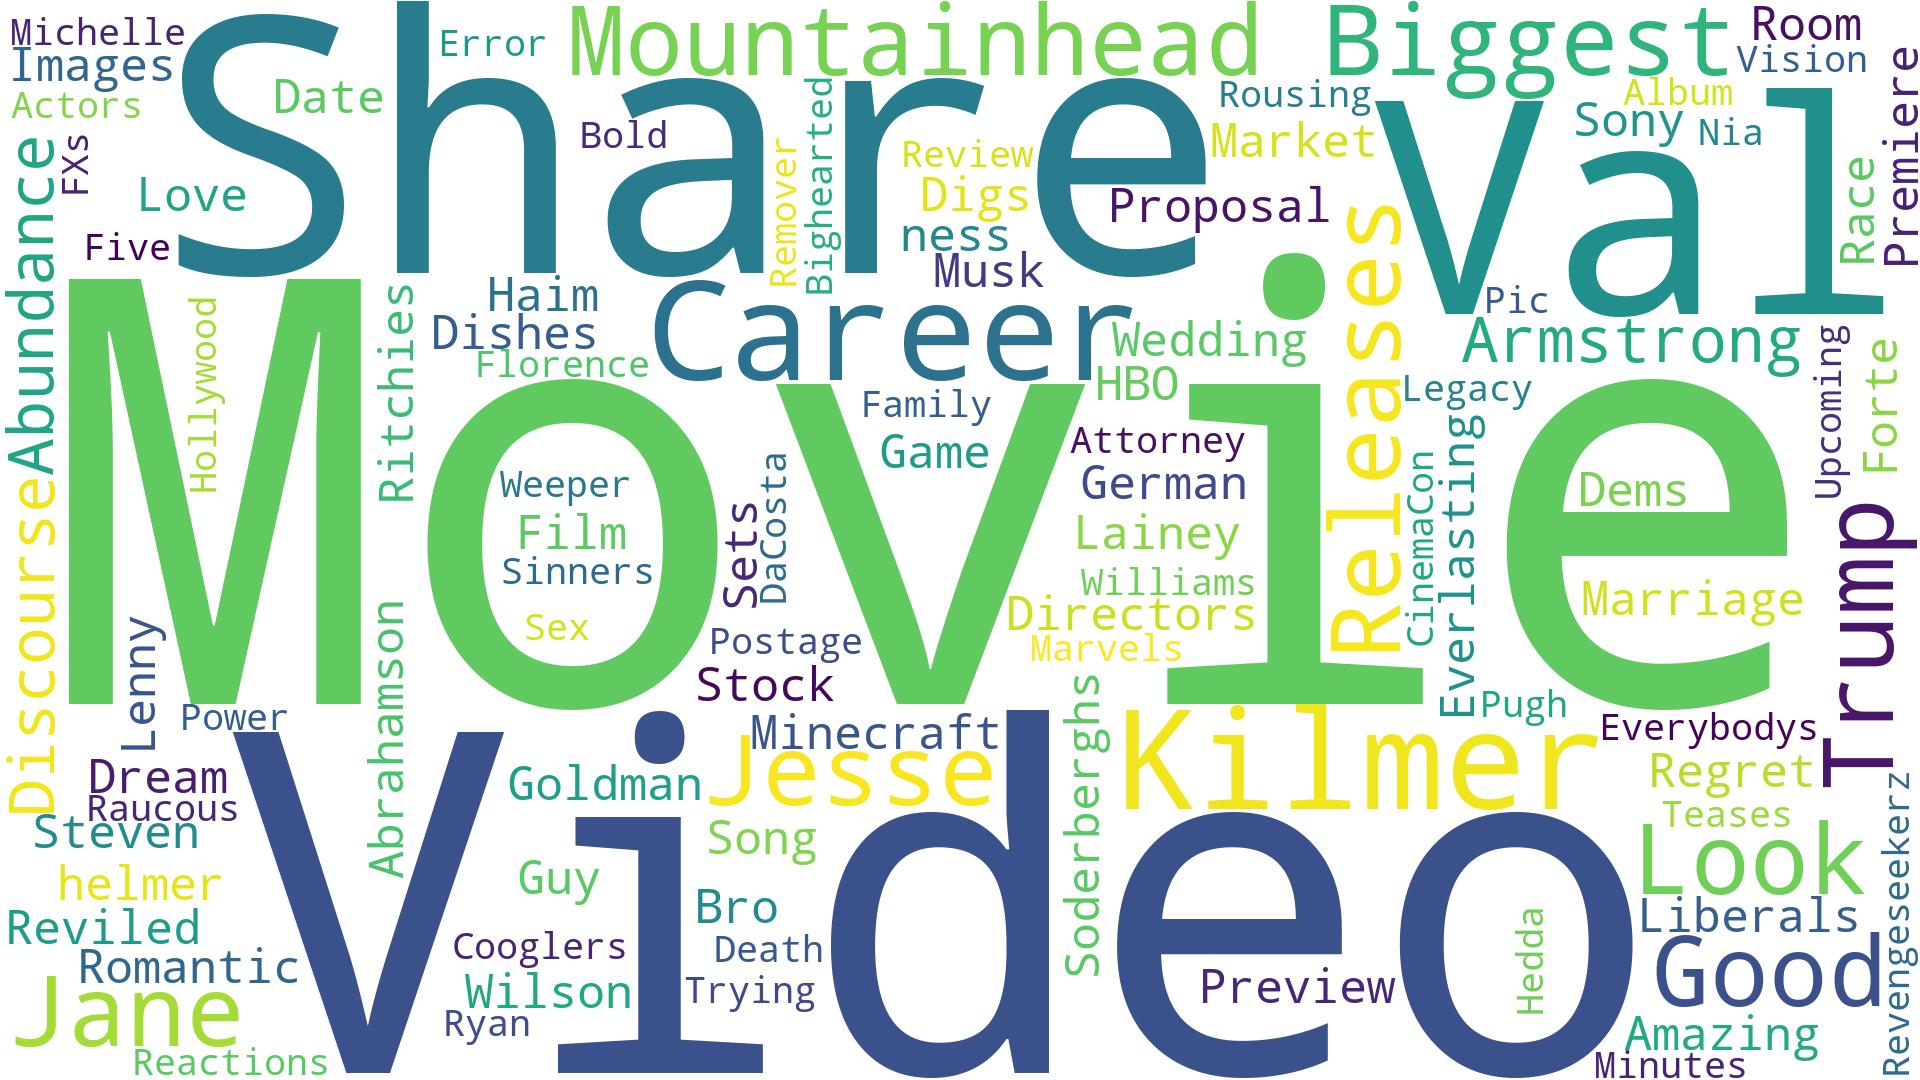 Michelle
Images
Actors
Share
Error
Mountainhead
Biggest
Room
Vision
Date
Bold
Rousing
Album
Sony
Nia
Val
Premiere
FXs
Love
Five
Remover
Bighearted
Review
Digs
ness
Musk
Market
Proposal
Race
Abundance
Hollywood
Ritchies
Haim
Dishes
Florence
Career
Releases
Pic
Armstrong
Wedding
HBO
Legacy
Upcoming
Forte
Movie
Family
Game
Attorney
German
Lainey
Williams
Directors
Marvels
CinemaCon
Everlasting
Dems
Marriage
Weeper
Film
Sinners
Sex
Sets
DaCosta
Postage
Stock
Discourse
Lenny
Abrahamson
Power
Minecraft
Pugh
Everybodys
Trump
Dream
Raucous
Steven
helmer
Reviled
Romantic
Jane
Reactions
Video
Goldman
Jesse
Song
Guy
Bro
Cooglers
Death
Wilson
Trying
Ryan
Soderberghs
Kilmer
Preview
Hedda
Regret
Teases
Look
Liberals
Good
Amazing
Minutes
Revengeseekerz